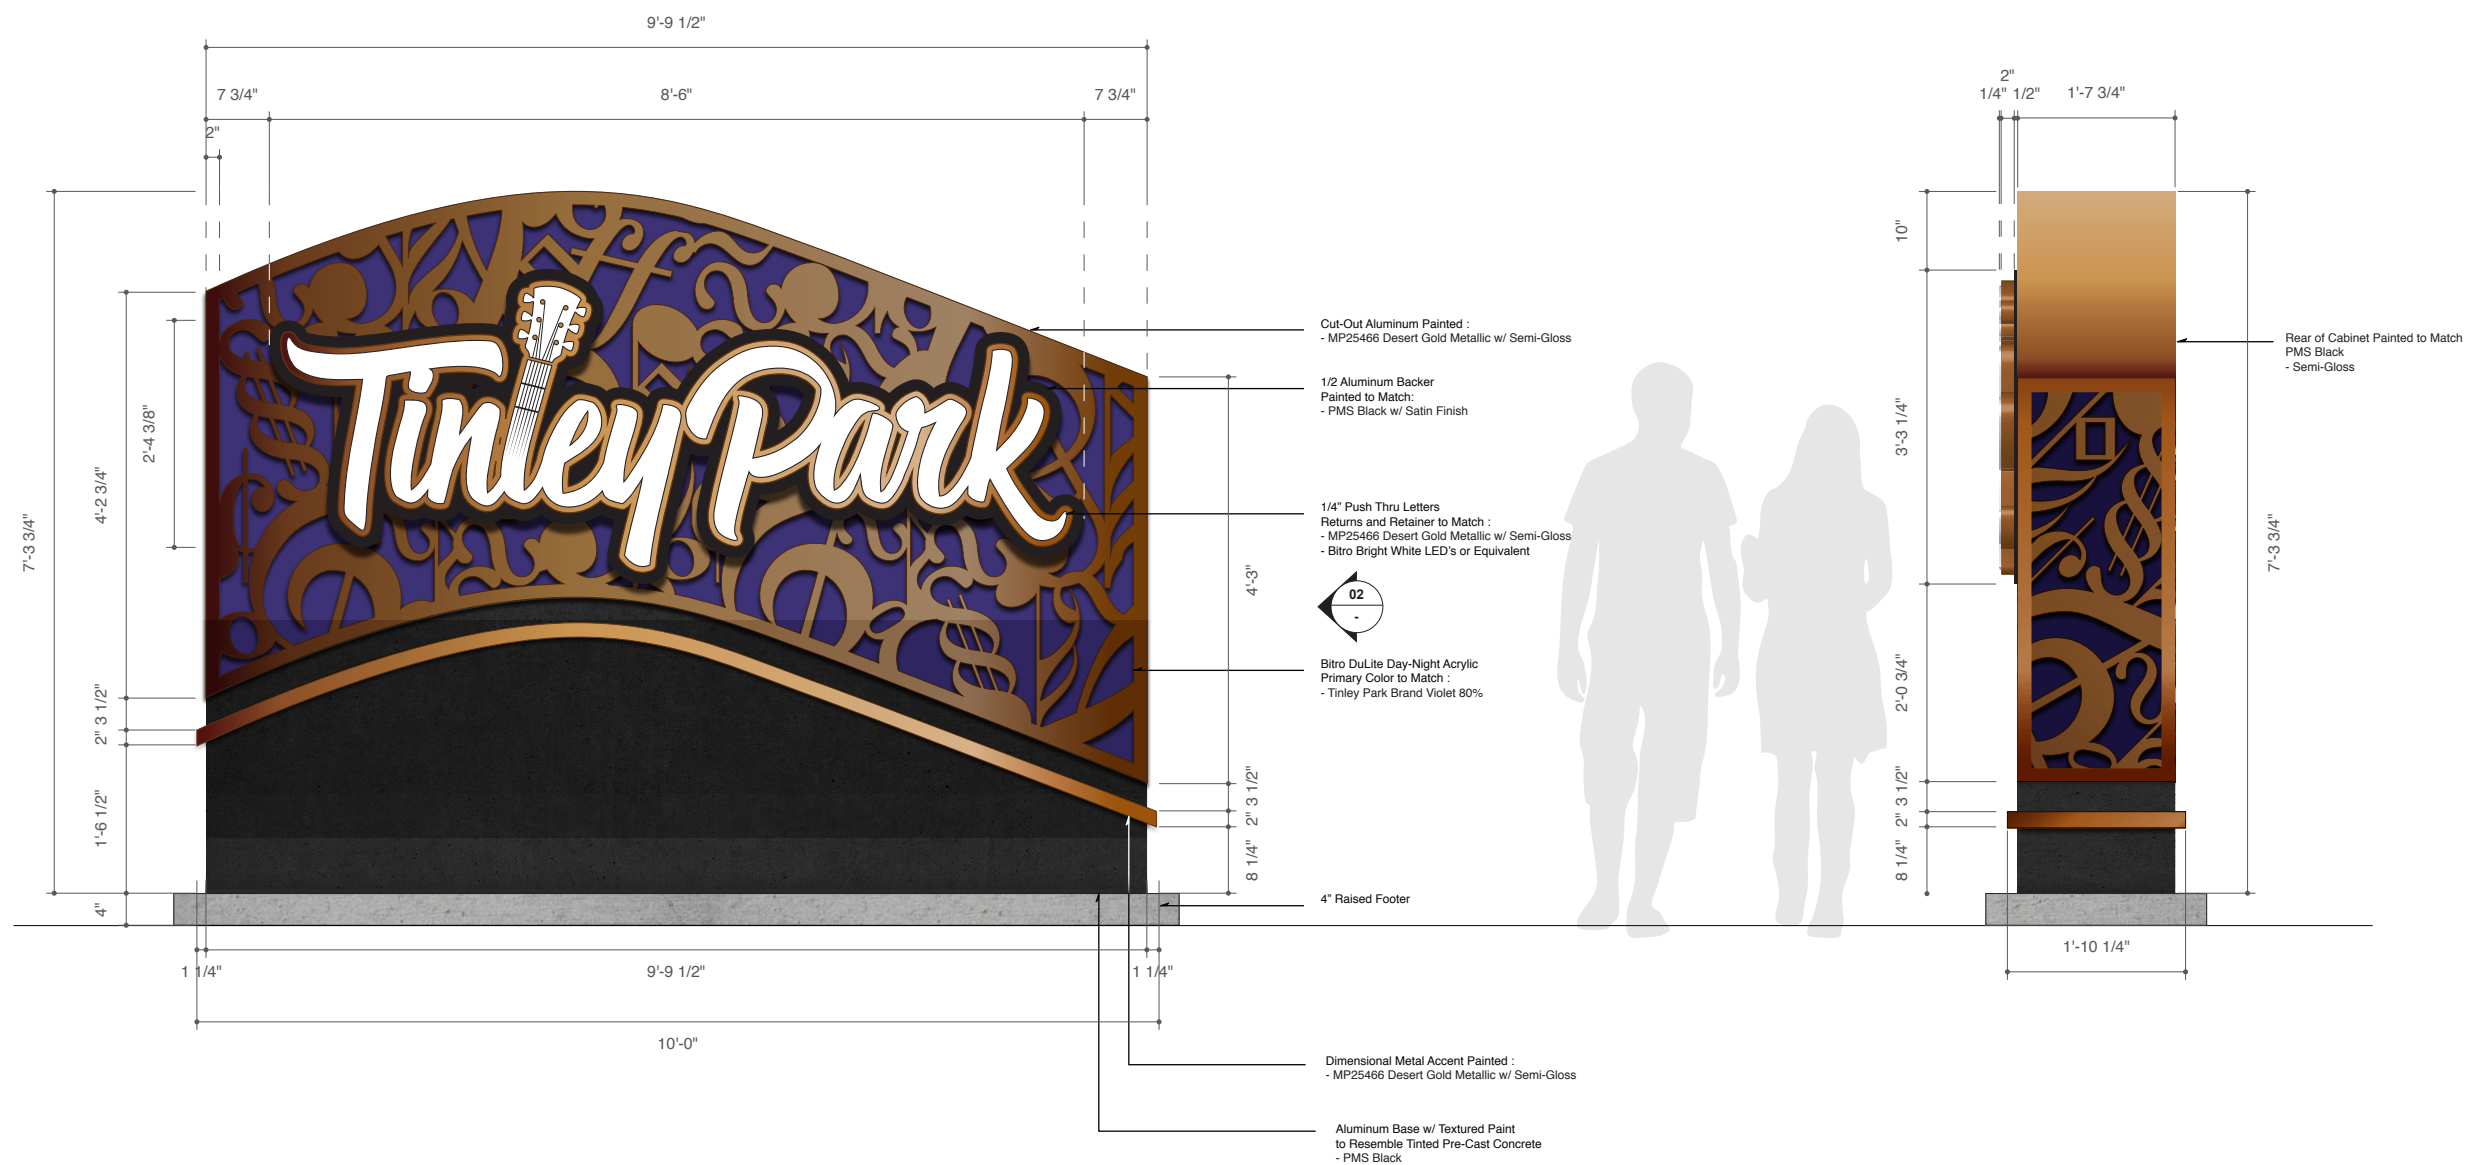 9'-9 1/2"
7 3/4"
8'-6"
7 3/4"
2"
7'-3 3/4"
4'-2 3/4"
2'-4 3/8"
2" 3 1/2"
1'-6 1/2"
4"
Tinley Park
4'-3"
2" 3 1/2"
8 1/4"
1 1/4"
9'-9 1/2"
1 1/4"
10'-0"
Cut-Out Aluminum Painted :
- MP25466 Desert Gold Metallic w/ Semi-Gloss
1/2 Aluminum Backer
Painted to Match:
- PMS Black w/ Satin Finish
1/4" Push Thru Letters
Returns and Retainer to Match :
- MP25466 Desert Gold Metallic w/ Semi-Gloss
- Bitro Bright White LED's or Equivalent
02
-
Bitro DuLite Day-Night Acrylic
Primary Color to Match :
- Tinley Park Brand Violet 80%
4" Raised Footer
Dimensional Metal Accent Painted :
- MP25466 Desert Gold Metallic w/ Semi-Gloss
Aluminum Base w/ Textured Paint
to Resemble Tinted Pre-Cast Concrete
- PMS Black
2"
1/4" 1/2"
1'-7 3/4"
10"
3'-3 1/4"
2'-0 3/4"
2" 3 1/2"
8 1/4"
7'-3 3/4"
1'-10 1/4"
Rear of Cabinet Painted to Match
PMS Black
- Semi-Gloss